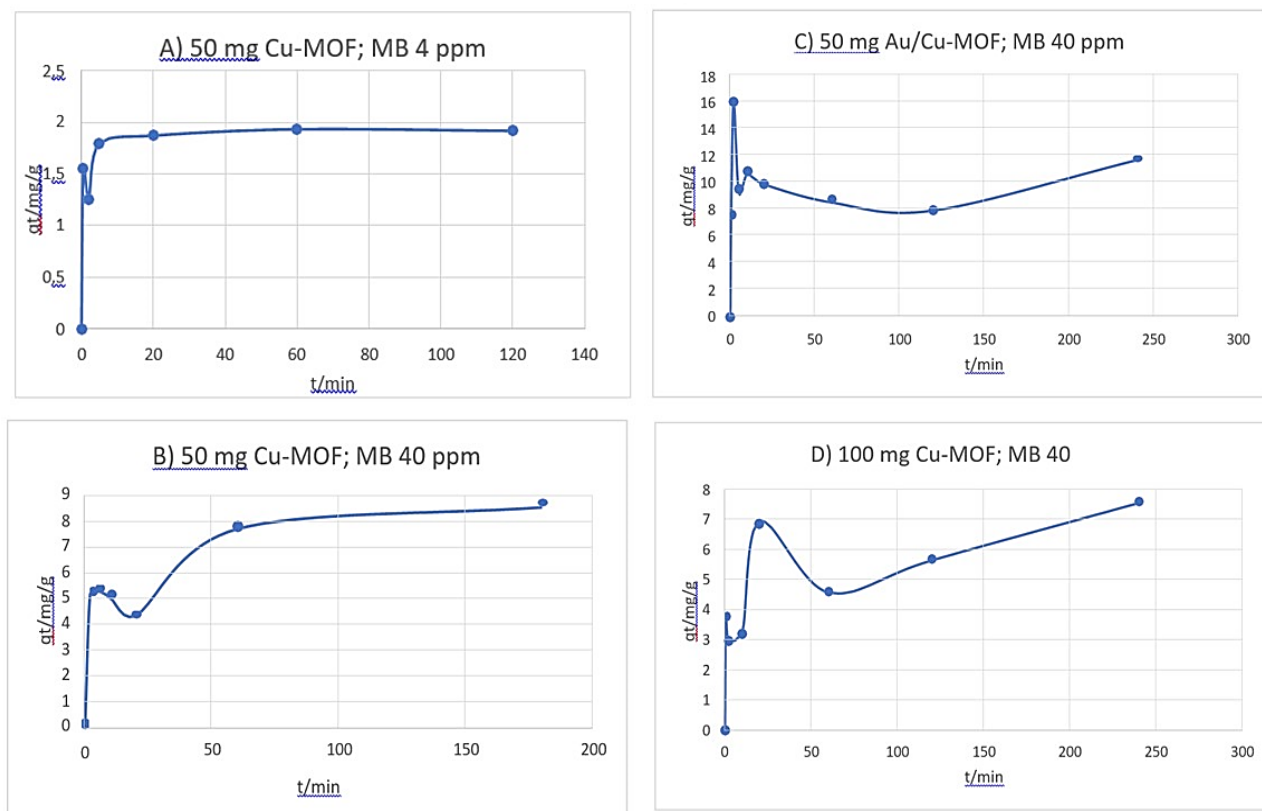 A) 50 mg Cu-MOF; MB 4 ppm
2,5
2
1,5
1
0,5
0
qt/mg/g
0 20 40 60 80 100 120 140
t/min
C) 50 mg Au/Cu-MOF; MB 40 ppm
18
16
14
12
10
8
6
4
2
0
qt/mg/g
0 50 100 150 200 250 300
t/min
B) 50 mg Cu-MOF; MB 40 ppm
9
8
7
6
5
4
3
2
1
0
qt/mg/g
0 50 100 150 200
t/min
D) 100 mg Cu-MOF; MB 40
8
7
6
5
4
3
2
1
0
qt/mg/g
0 50 100 150 200 250 300
t/min